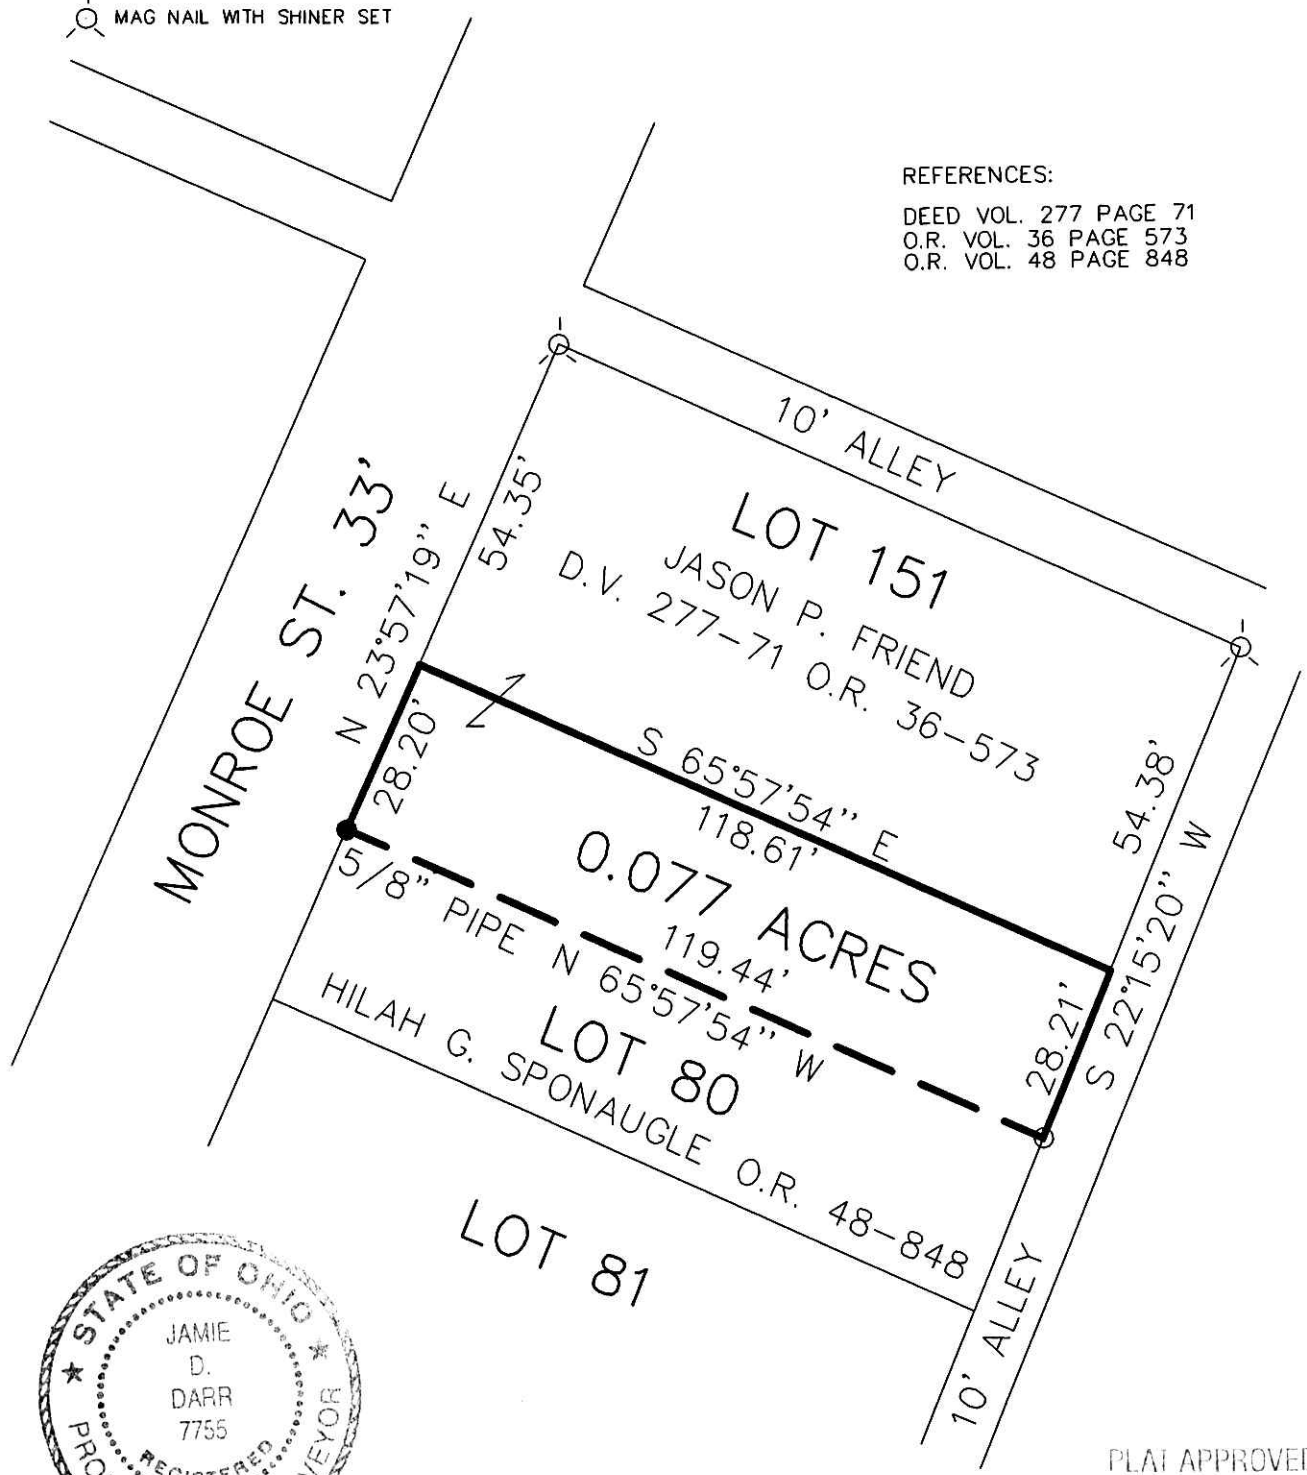 MAG NAIL WITH SHINER SET
REFERENCES:
DEED VOL. 277 PAGE 71
O.R. VOL. 36 PAGE 573
O.R. VOL. 48 PAGE 848
10' ALLEY
MONROE ST. 33'
N 23°57'19" E
54.35'
LOT 151
JASON P. FRIEND
D.V. 277-71 O.R. 36-573
28.20'
S 65°57'54" E
118.61'
54.38'
0.077 ACRES
5/8" PIPE
119.44'
N 65°57'54" W
28.21'
S 22°15'20" W
LOT 80
HILAH G. SPONAUGLE O.R. 48-848
LOT 81
10' ALLEY
STATE OF OHIO
JAMIE
D.
DARR
7755
REGISTERED
PLAT APPROVED